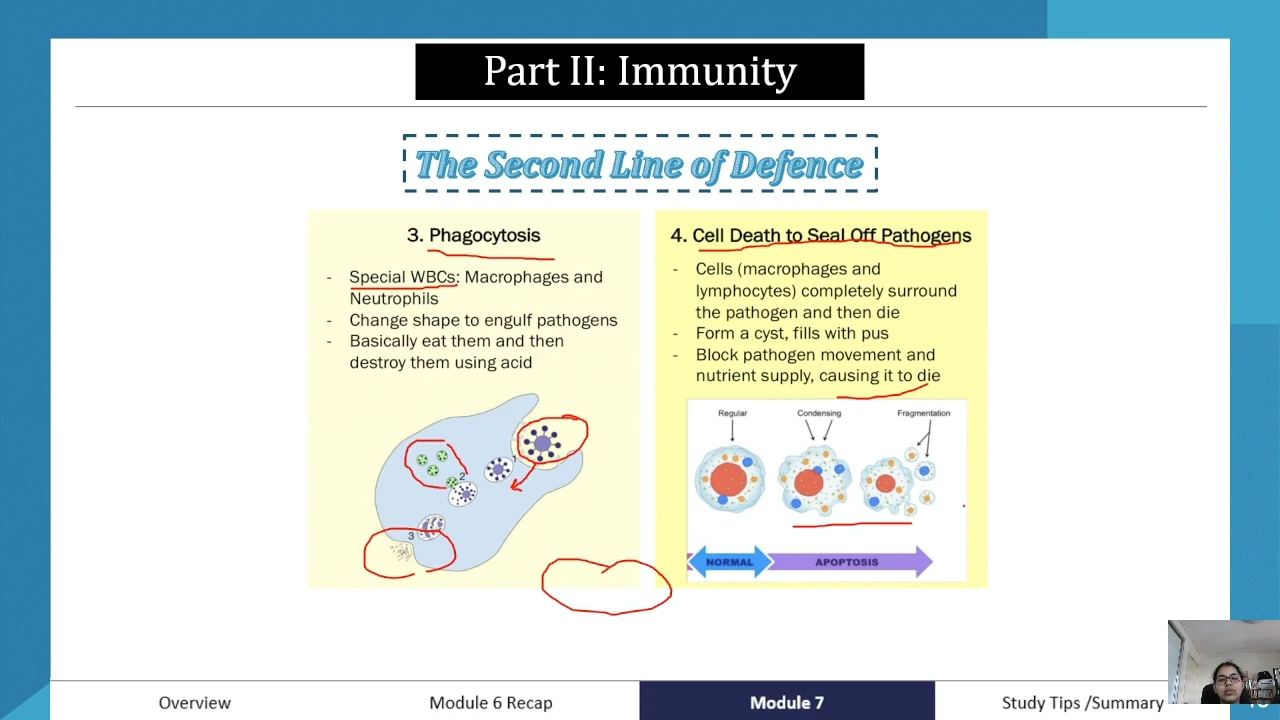 Part II: Immunity
The Second Line of Defence
3. Phagocytosis
- Special WBCs: Macrophages and
Neutrophils
- Change shape to engulf pathogens
- Basically eat them and then
destroy them using acid
1
2
3
4. Cell Death to Seal Off Pathogens
- Cells (macrophages and
lymphocytes) completely surround
the pathogen and then die
- Form a cyst, fills with pus
- Block pathogen movement and
nutrient supply, causing it to die
Regular Condensing Fragmentation
NORMAL APOPTOSIS
Overview Module 6 Recap Module 7 Study Tips /Summary